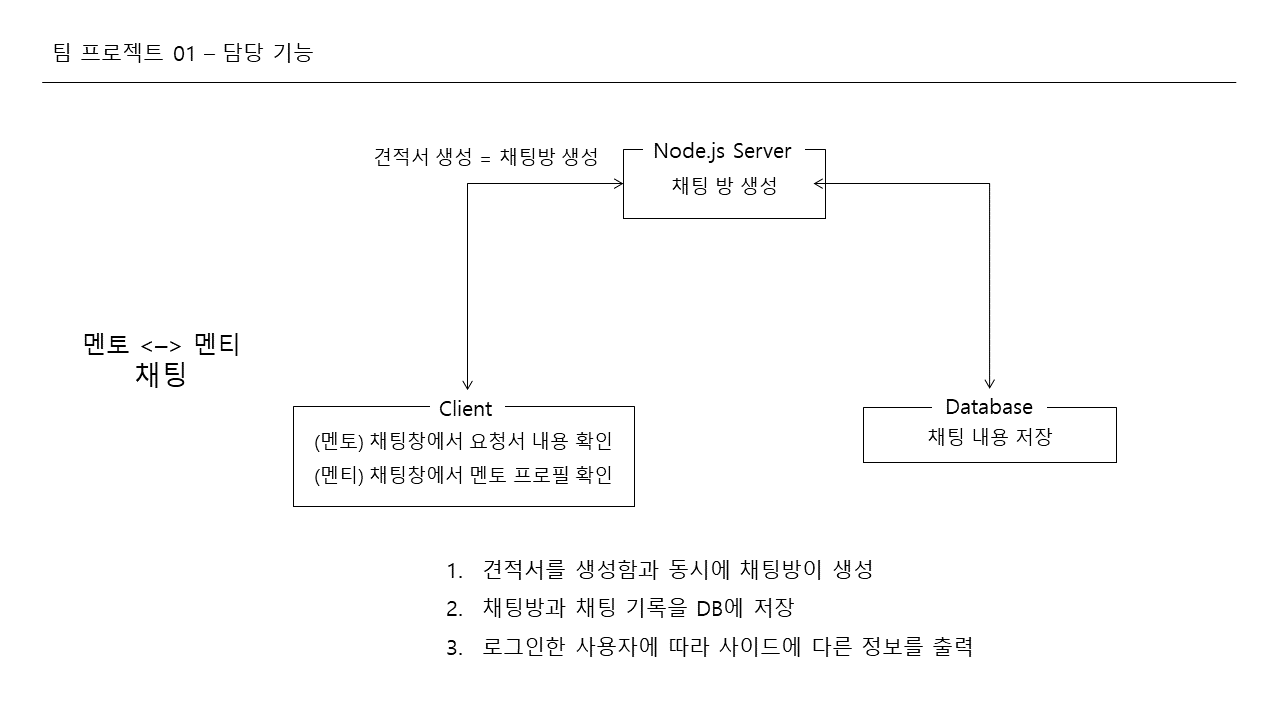 팀 프로젝트 01 – 담당 기능
견적서 생성 = 채팅방 생성
Node.js Server
채팅 방 생성
멘토 <–> 멘티
채팅
Client
(멘토) 채팅창에서 요청서 내용 확인
(멘티) 채팅창에서 멘토 프로필 확인
Database
채팅 내용 저장
1. 견적서를 생성함과 동시에 채팅방이 생성
2. 채팅방과 채팅 기록을 DB에 저장
3. 로그인한 사용자에 따라 사이드에 다른 정보를 출력